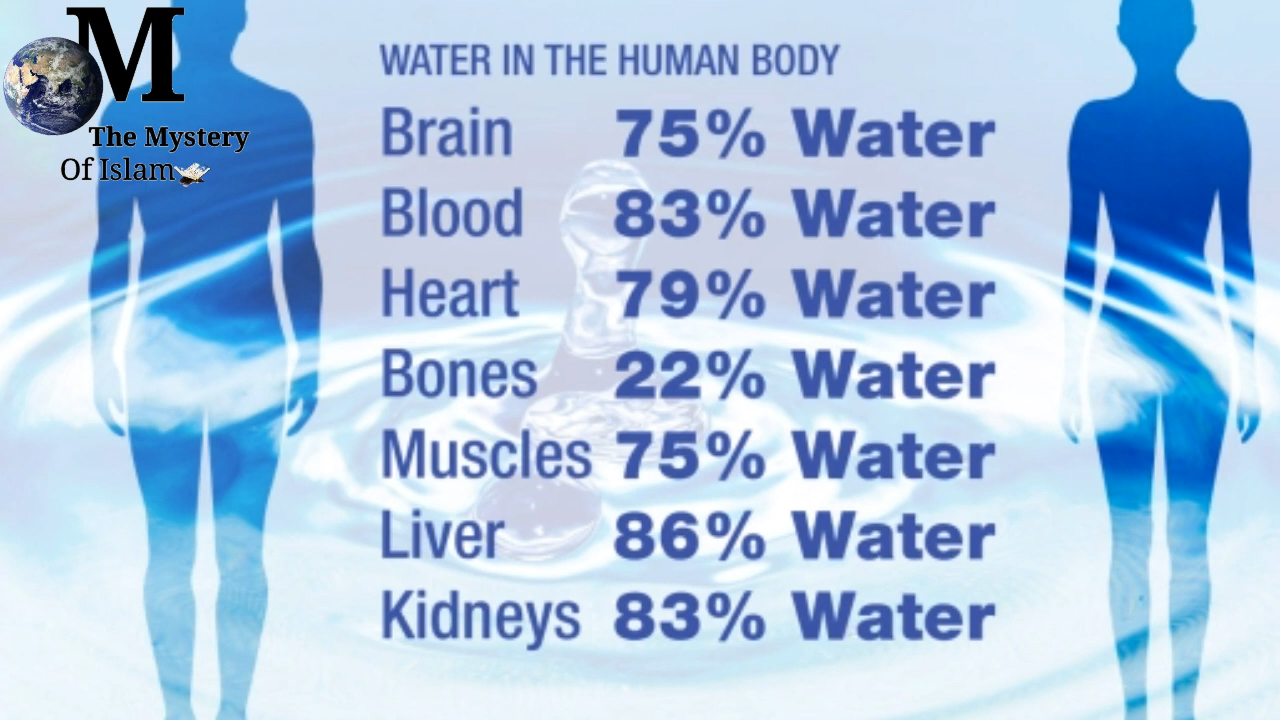 M
The Mystery
Of Islam
WATER IN THE HUMAN BODY
Brain 75% Water
Blood 83% Water
Heart 79% Water
Bones 22% Water
Muscles 75% Water
Liver 86% Water
Kidneys 83% Water